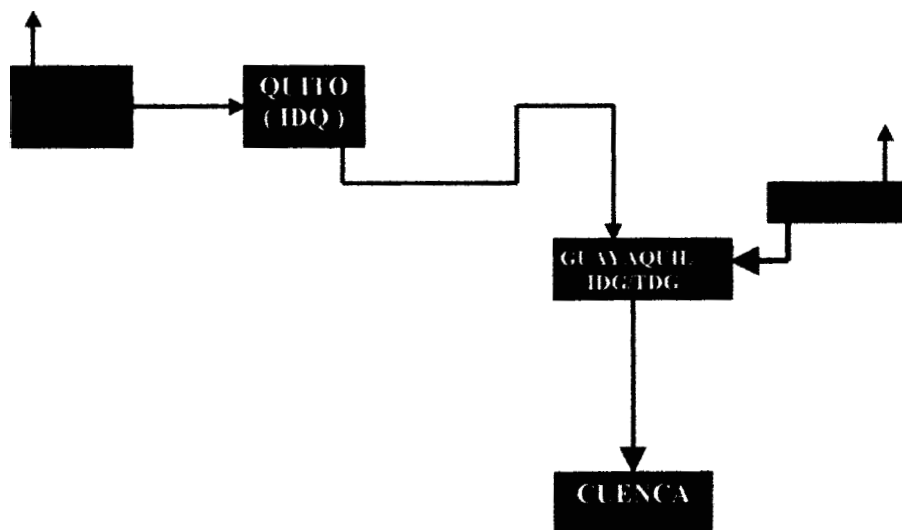 QUITO
( IDQ )
GUAYAQUIL
IDG/TDG
CUENCA